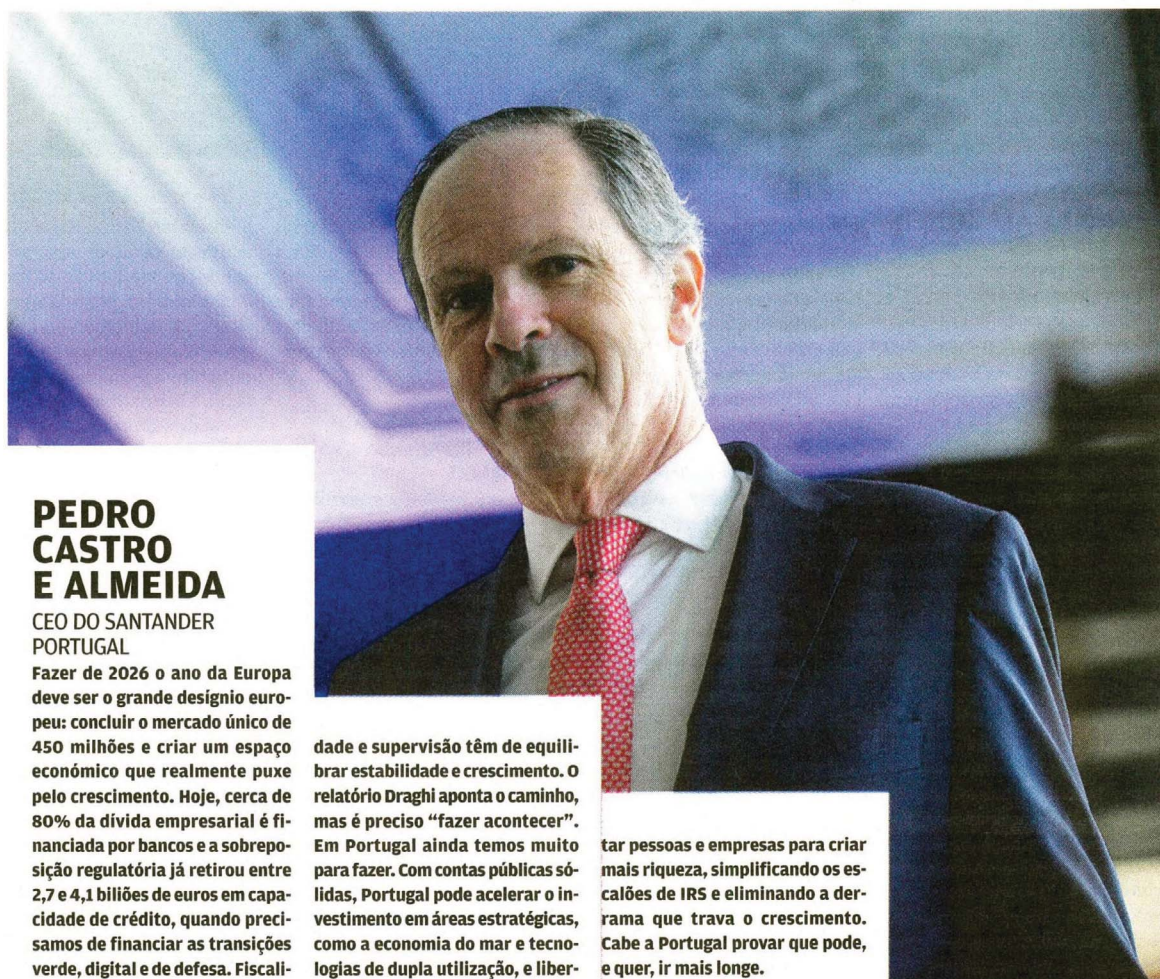 PEDRO
CASTRO
E ALMEIDA
CEO DO SANTANDER
PORTUGAL
Fazer de 2026 o ano da Europa
deve ser o grande desígnio euro-
peu: concluir o mercado único de
450 milhões e criar um espaço
económico que realmente puxe
pelo crescimento. Hoje, cerca de
80% da dívida empresarial é fi-
nanciada por bancos e a sobrepo-
sição regulatória já retirou entre
2,7 e 4,1 biliões de euros em capa-
cidade de crédito, quando preci-
samos de financiar as transições
verde, digital e de defesa. Fiscali-
dade e supervisão têm de equili-
brar estabilidade e crescimento. O
relatório Draghi aponta o caminho,
mas é preciso “fazer acontecer”.
Em Portugal ainda temos muito
para fazer. Com contas públicas só-
lidas, Portugal pode acelerar o in-
vestimento em áreas estratégicas,
como a economia do mar e tecno-
logias de dupla utilização, e liber-
tar pessoas e empresas para criar
mais riqueza, simplificando os es-
calões de IRS e eliminando a der-
rama que trava o crescimento.
Cabe a Portugal provar que pode,
e quer, ir mais longe.